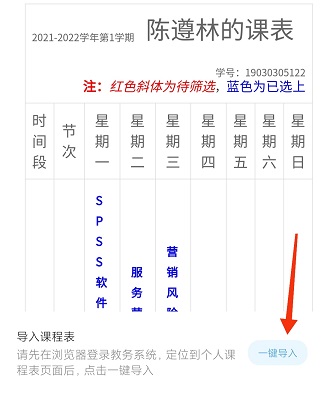 2021-2022学年第1学期 陈遵林的课表
学号：19030305122
注：红色斜体为待筛选，蓝色为已选上
时间段 节次 星期一 星期二 星期三 星期四 星期五 星期六 星期日
SPSS软件 服务 营销风险
导入课程表
请先在浏览器登录教务系统，定位到个人课
程表页面后，点击一键导入
一键导入